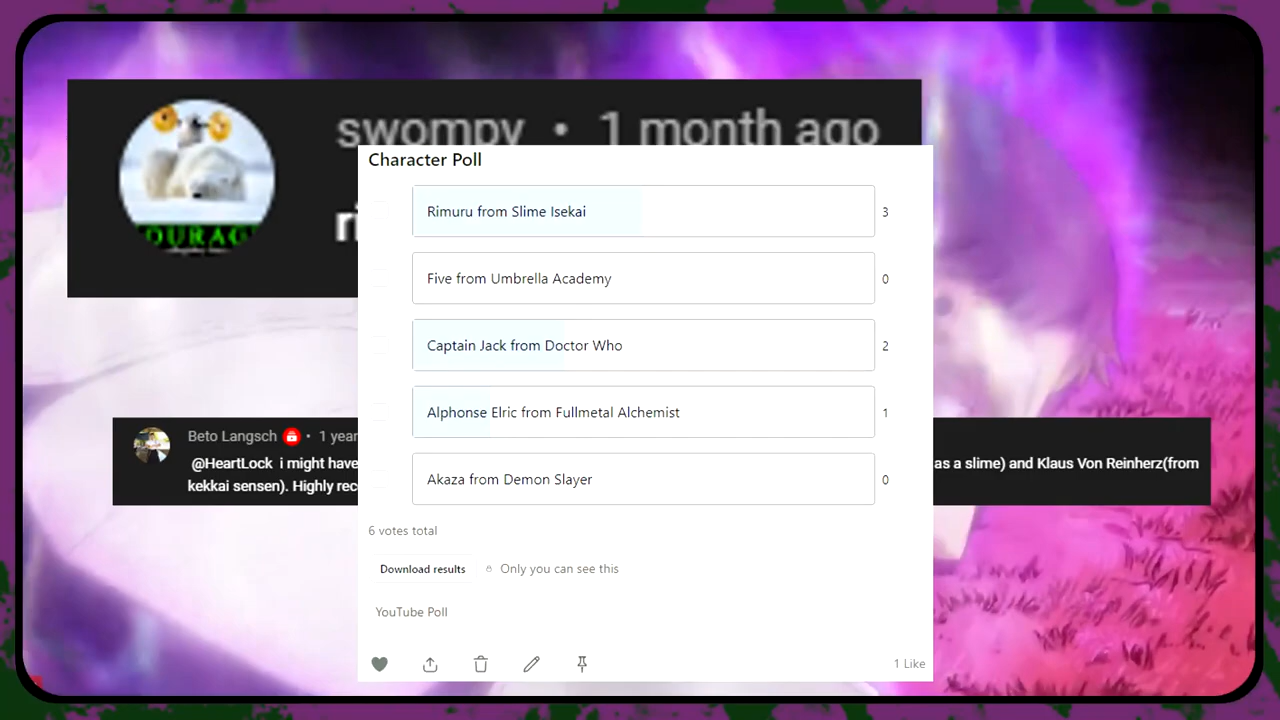 swompy • 1 month ago
Character Poll
Rimuru from Slime Isekai 3
Five from Umbrella Academy 0
Captain Jack from Doctor Who 2
Alphonse Elric from Fullmetal Alchemist 1
Akaza from Demon Slayer 0
6 votes total
Download results Only you can see this
YouTube Poll
1 Like
Beto Langsch • 1 year
@HeartLock i might have
as a slime) and Klaus Von Reinherz(from
kekkai sensen). Highly